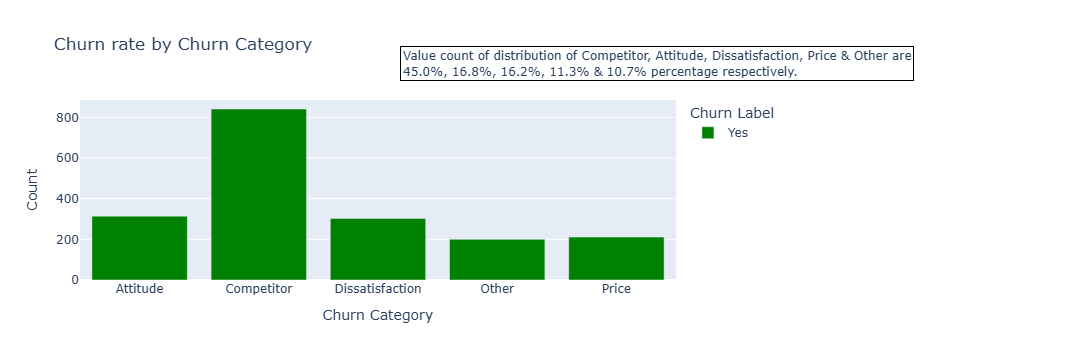 Churn rate by Churn Category
Value count of distribution of Competitor, Attitude, Dissatisfaction, Price & Other are
45.0%, 16.8%, 16.2%, 11.3% & 10.7% percentage respectively.
Churn Label
Yes
Count
800
600
400
200
0
Attitude
Competitor
Dissatisfaction
Other
Price
Churn Category